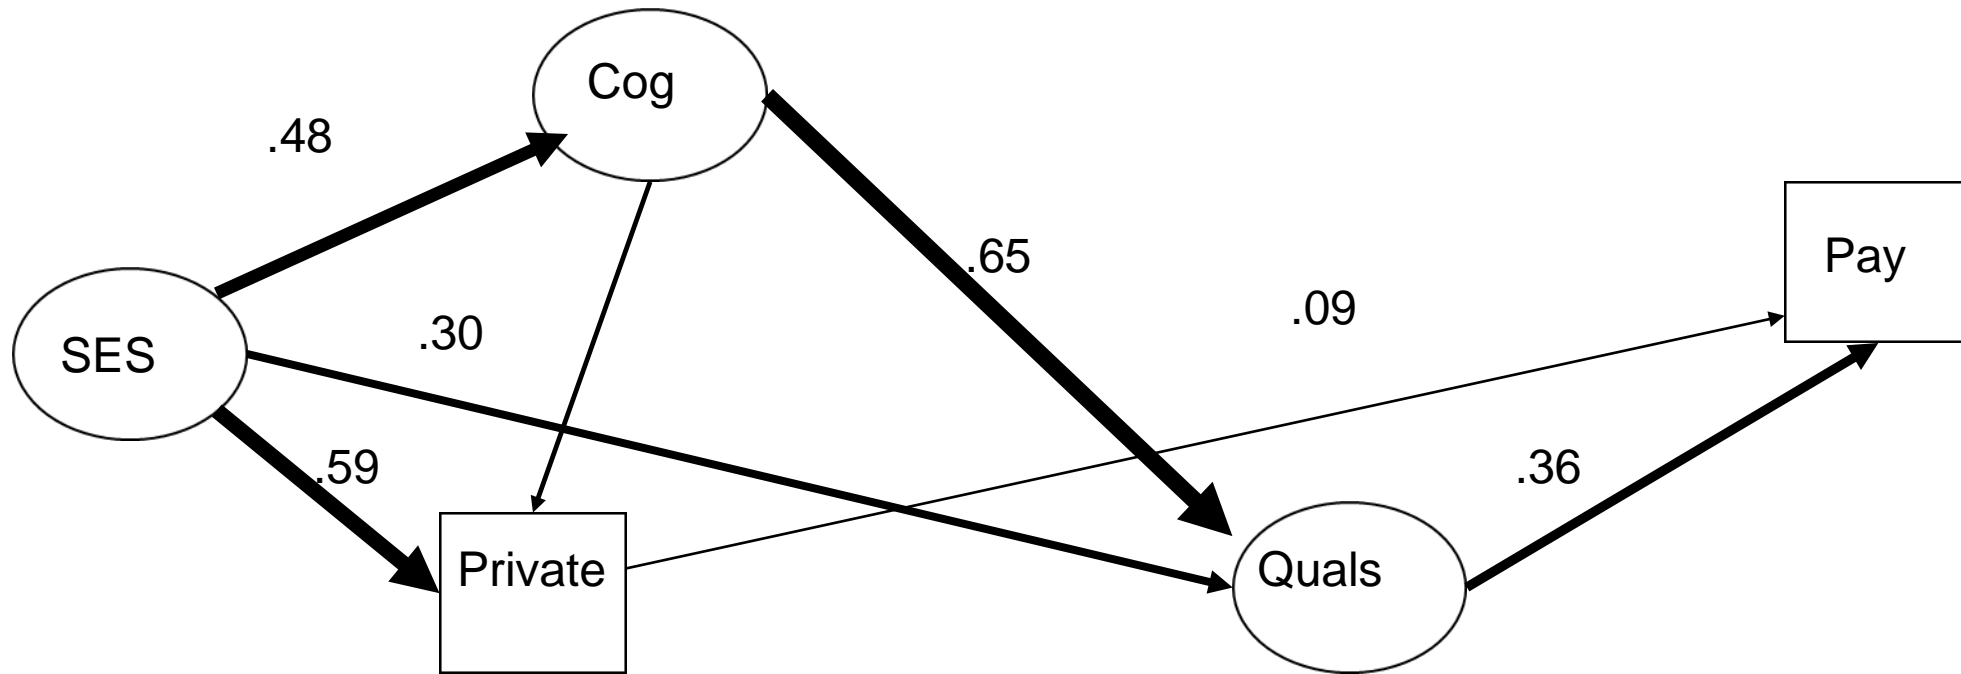 Cog
.48
.65
Pay
.09
.30
SES
.59
.36
Private
Quals